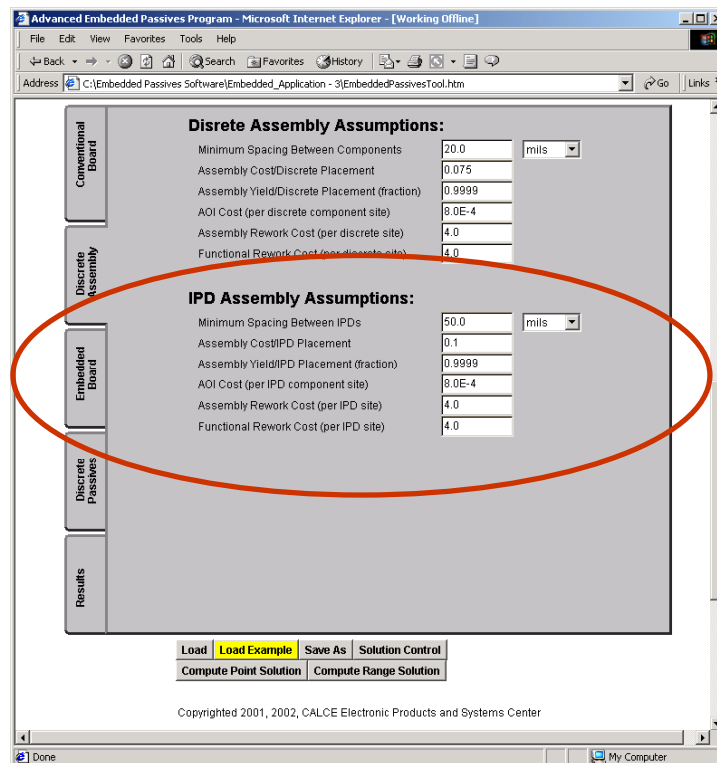 Advanced Embedded Passives Program - Microsoft Internet Explorer - [Working Offline]
File Edit View Favorites Tools Help
Back Search Favorites History
Address C:\Embedded Passives Software\Embedded_Application - 3\EmbeddedPassivesTool.htm Go Links
Conventional Board
Discrete Assembly
Embedded Board
Discrete Passives
Results
Disrete Assembly Assumptions:
Minimum Spacing Between Components 20.0 mils
Assembly Cost/Discrete Placement 0.075
Assembly Yield/Discrete Placement (fraction) 0.9999
AOI Cost (per discrete component site) 8.0E-4
Assembly Rework Cost (per discrete site) 4.0
Functional Rework Cost (per discrete site) 4.0
IPD Assembly Assumptions:
Minimum Spacing Between IPDs 50.0 mils
Assembly Cost/IPD Placement 0.1
Assembly Yield/IPD Placement (fraction) 0.9999
AOI Cost (per IPD component site) 8.0E-4
Assembly Rework Cost (per IPD site) 4.0
Functional Rework Cost (per IPD site) 4.0
Load Load Example Save As Solution Control
Compute Point Solution Compute Range Solution
Copyrighted 2001, 2002, CALCE Electronic Products and Systems Center
Done My Computer